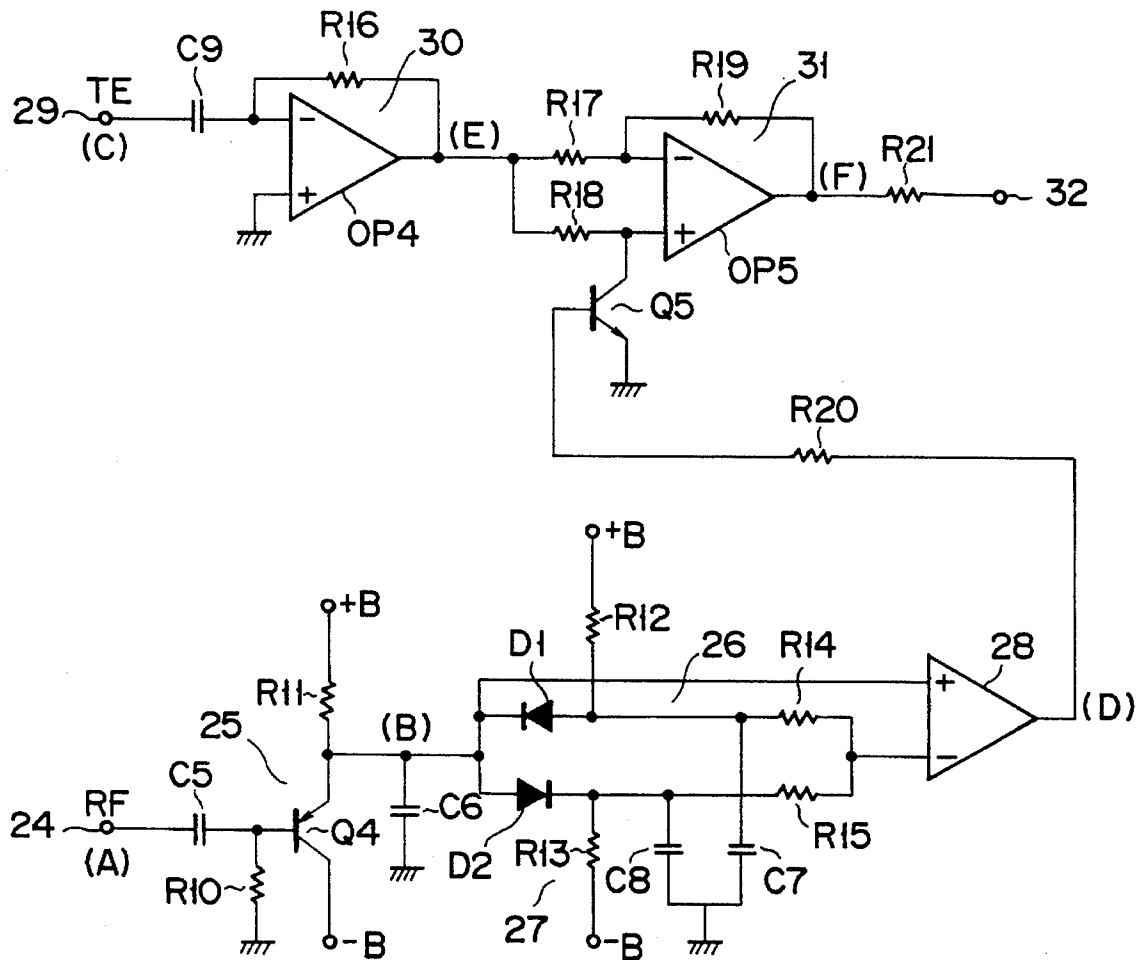 R16
30
C9
R19
31
29
TE
(C)
−
+
OP4
(E)
R17
R18
−
+
OP5
(F)
R21
32
Q5
R20
+B
+B
R12
D1
26
R14
28
R11
+
−
(D)
25
(B)
C5
24
RF
(A)
Q4
C6
D2
R13
C8
C7
R15
R10
−B
27
−B